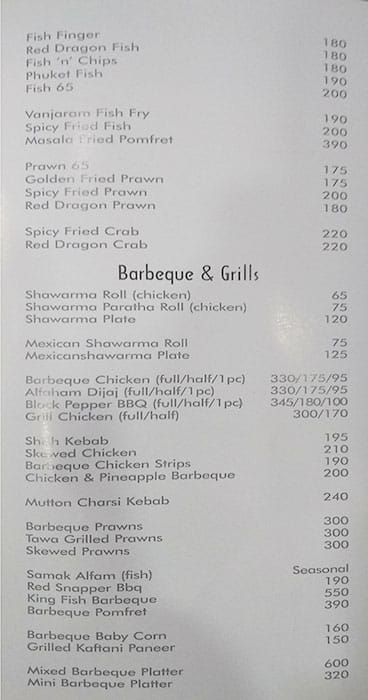 Fish Finger 180
Red Dragon Fish 180
Fish 'n' Chips 180
Phuket Fish 190
Fish 65 200
Vanjaram Fish Fry 190
Spicy Fried Fish 200
Masala Fried Pomfret 390
Prawn 65 175
Golden Fried Prawn 175
Spicy Fried Prawn 200
Red Dragon Prawn 180
Spicy Fried Crab 220
Red Dragon Crab 220
Barbeque & Grills
Shawarma Roll (chicken) 65
Shawarma Paratha Roll (chicken) 75
Shawarma Plate 120
Mexican Shawarma Roll 75
Mexicanshawarma Plate 125
Barbeque Chicken (full/half/1pc) 330/175/95
Alfaham Dijaj (full/half/1pc) 330/175/95
Black Pepper BBQ (full/half/1pc) 345/180/100
Grill Chicken (full/half) 300/170
Shish Kebab 195
Skewed Chicken 210
Barbeque Chicken Strips 190
Chicken & Pineapple Barbeque 200
Mutton Charsi Kebab 240
Barbeque Prawns 300
Tawa Grilled Prawns 300
Skewed Prawns 300
Samak Alfam (fish) Seasonal
Red Snapper Bbq 190
King Fish Barbeque 550
Barbeque Pomfret 390
Barbeque Baby Corn 160
Grilled Kaftani Paneer 150
Mixed Barbeque Platter 600
Mini Barbeque Platter 320